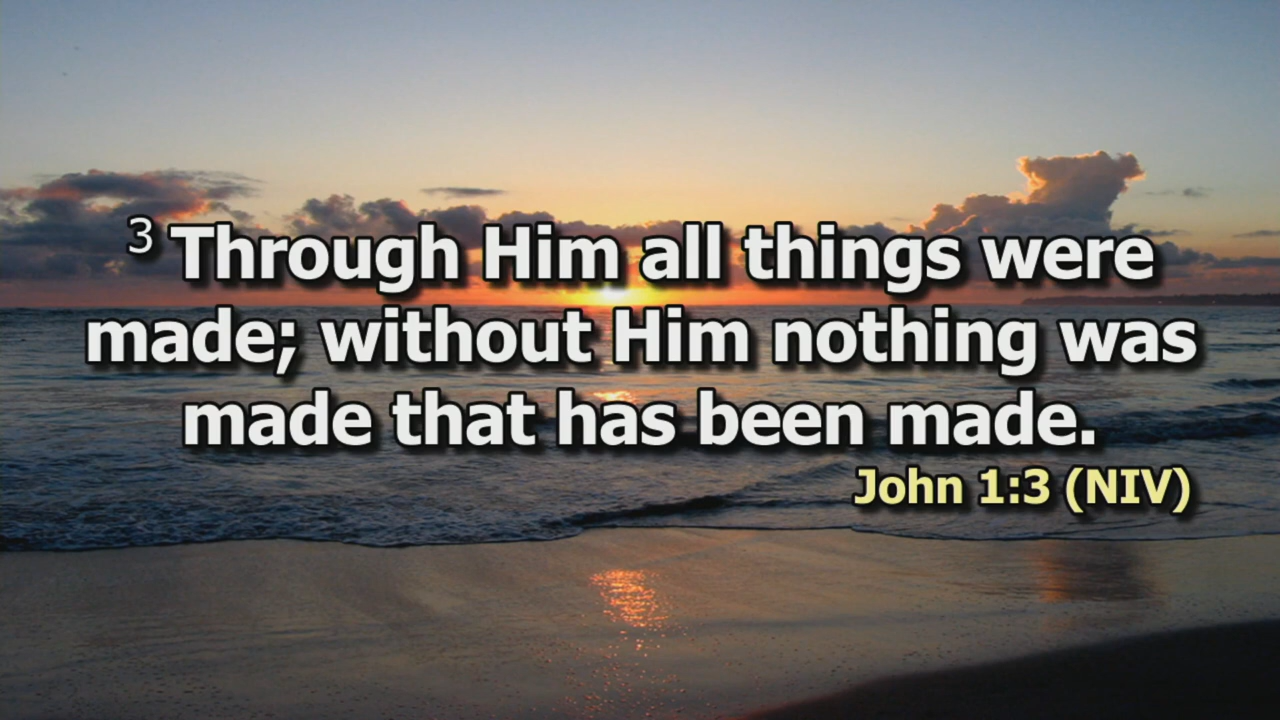 3 Through Him all things were
made; without Him nothing was
made that has been made.
John 1:3 (NIV)